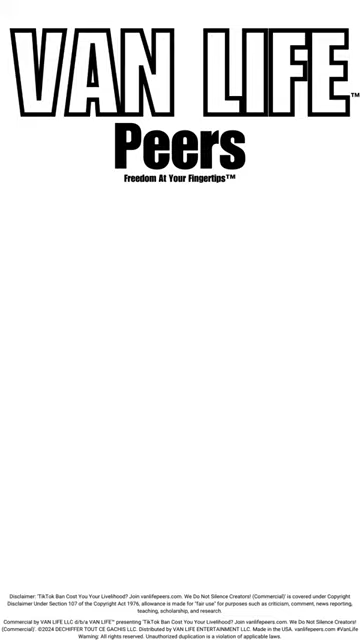 VAN LIFE™
Peers
Freedom At Your Fingertips™
Disclaimer: 'TikTok Ban Cost You Your Livelihood? Join vanlifepeers.com. We Do Not Silence Creators! (Commercial)' is covered under Copyright
Disclaimer Under Section 107 of the Copyright Act 1976, allowance is made for "fair use" for purposes such as criticism, comment, news reporting,
teaching, scholarship, and research.
Commercial by VAN LIFE LLC d/b/a VAN LIFE™ presenting 'TikTok Ban Cost You Your Livelihood? Join vanlifepeers.com. We Do Not Silence Creators!
(Commercial)'. ©2024 DECHIFFER TOUT CE GACHIS LLC. Distributed by VAN LIFE ENTERTAINMENT LLC. Made in the USA. vanlifepeers.com #VanLife
Warning: All rights reserved. Unauthorized duplication is a violation of applicable laws.